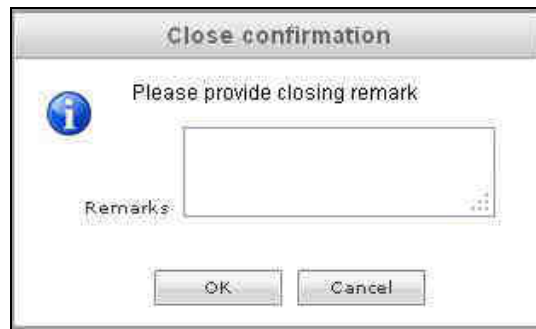 Close confirmation
Please provide closing remark
Remarks
OK Cancel